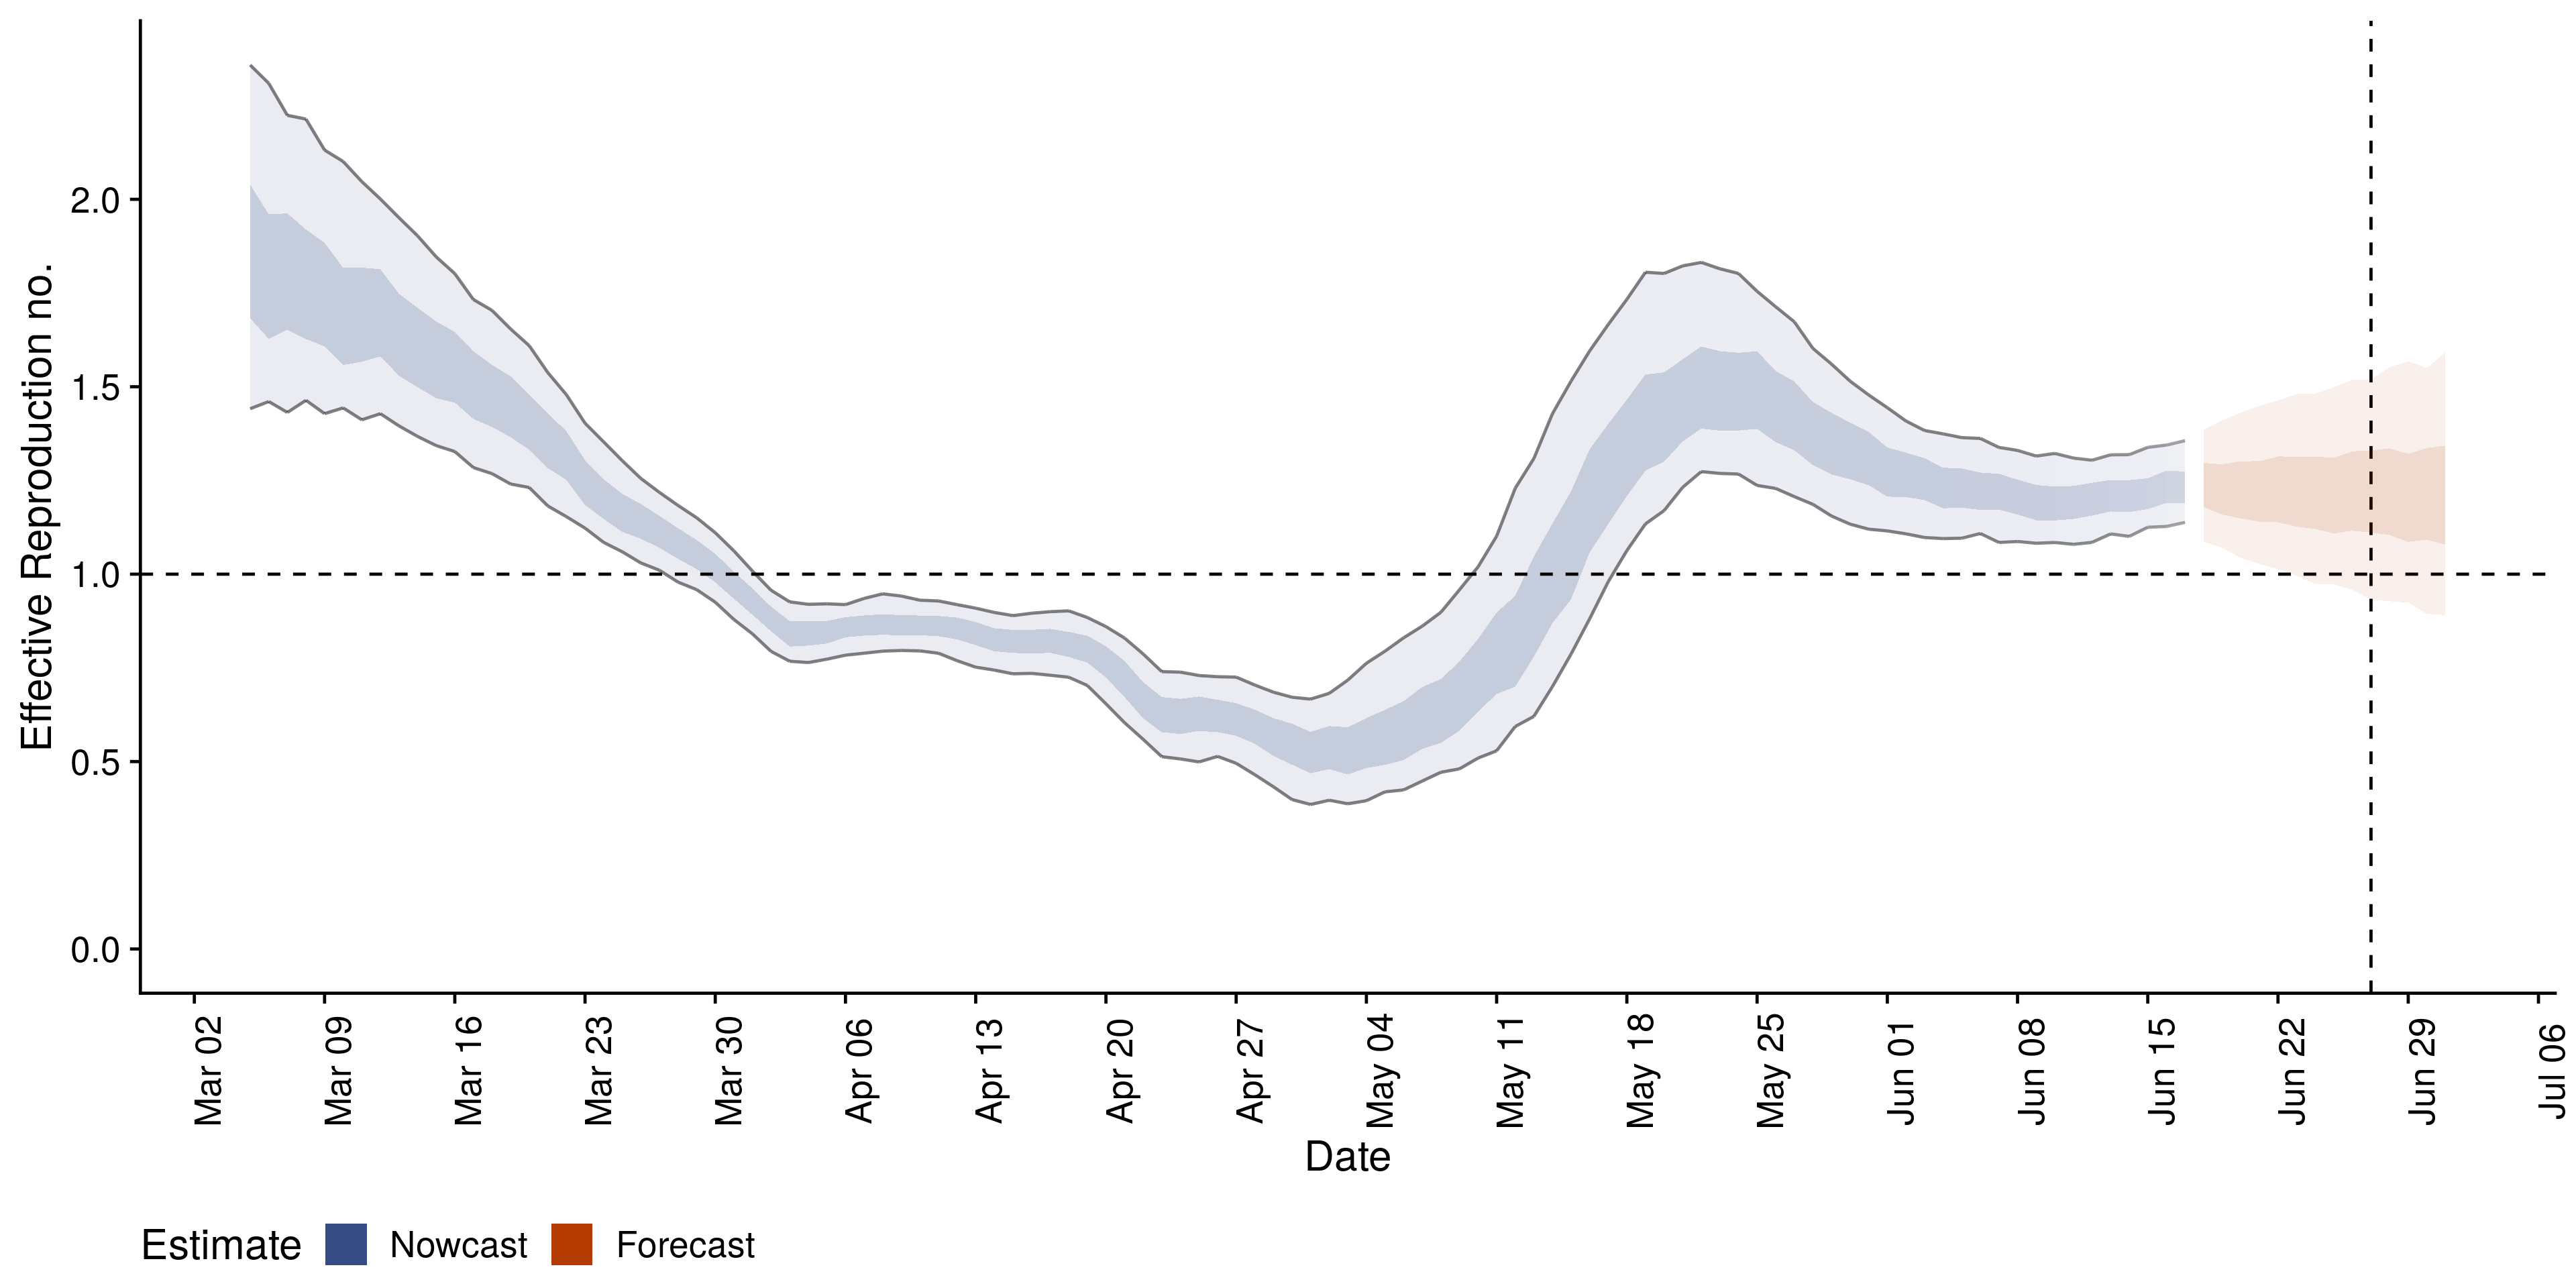 Effective Reproduction no.
2.0
1.5
1.0
0.5
0.0
Mar 02
Mar 09
Mar 16
Mar 23
Mar 30
Apr 06
Apr 13
Apr 20
Apr 27
May 04
May 11
May 18
May 25
Jun 01
Jun 08
Jun 15
Jun 22
Jun 29
Jul 06
Date
Estimate Nowcast Forecast